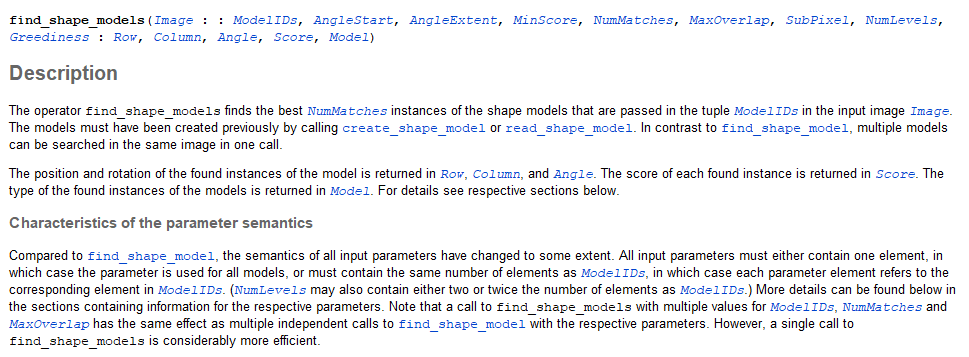 find_shape_models(Image : : ModelIDs, AngleStart, AngleExtent, MinScore, NumMatches, MaxOverlap, SubPixel, NumLevels,
Greediness : Row, Column, Angle, Score, Model)
Description
The operator find_shape_models finds the best NumMatches instances of the shape models that are passed in the tuple ModelIDs in the input image Image.
The models must have been created previously by calling create_shape_model or read_shape_model. In contrast to find_shape_model, multiple models
can be searched in the same image in one call.
The position and rotation of the found instances of the model is returned in Row, Column, and Angle. The score of each found instance is returned in Score. The
type of the found instances of the models is returned in Model. For details see respective sections below.
Characteristics of the parameter semantics
Compared to find_shape_model, the semantics of all input parameters have changed to some extent. All input parameters must either contain one element, in
which case the parameter is used for all models, or must contain the same number of elements as ModelIDs, in which case each parameter element refers to the
corresponding element in ModelIDs. (NumLevels may also contain either two or twice the number of elements as ModelIDs.) More details can be found below in
the sections containing information for the respective parameters. Note that a call to find_shape_models with multiple values for ModelIDs, NumMatches and
MaxOverlap has the same effect as multiple independent calls to find_shape_model with the respective parameters. However, a single call to
find_shape_models is considerably more efficient.